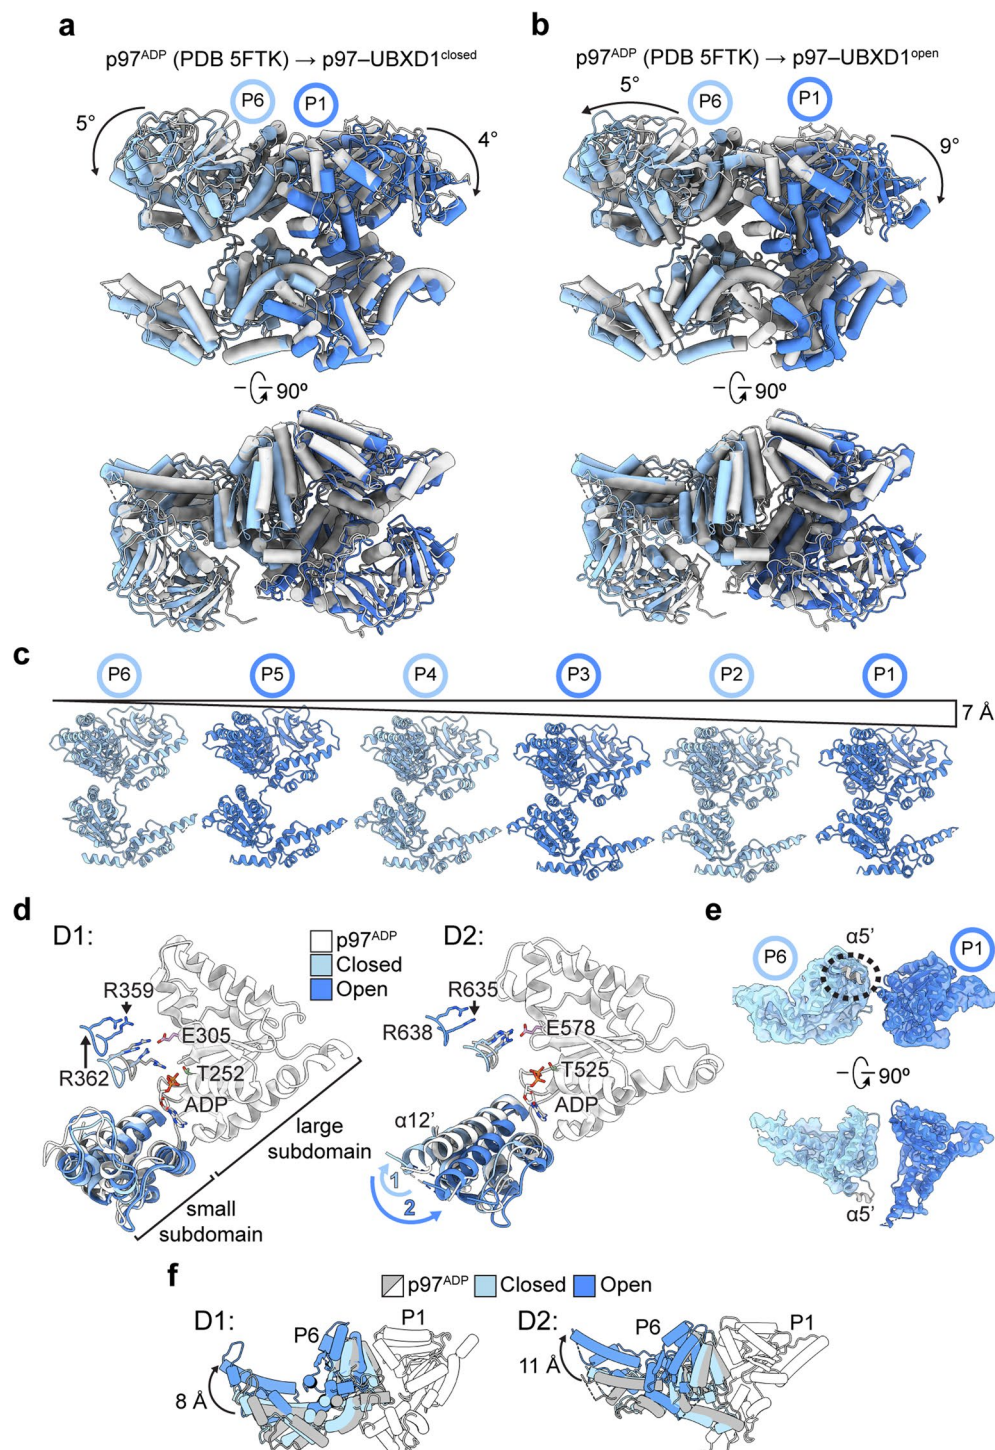 a
p97ADP (PDB 5FTK) → p97–UBXD1closed
P6
P1
5°
4°
90º
b
p97ADP (PDB 5FTK) → p97–UBXD1open
5°
P6
P1
9°
90º
c
P6
P5
P4
P3
P2
P1
7 Å
d
D1:
p97ADP
Closed
Open
R359
R362
E305
T252
ADP
large
subdomain
small
subdomain
D2:
R635
R638
E578
T525
ADP
α12’
1
2
e
P6
α5’
P1
90º
α5’
f
p97ADP
Closed
Open
D1:
P6
P1
8 Å
D2:
P6
P1
11 Å